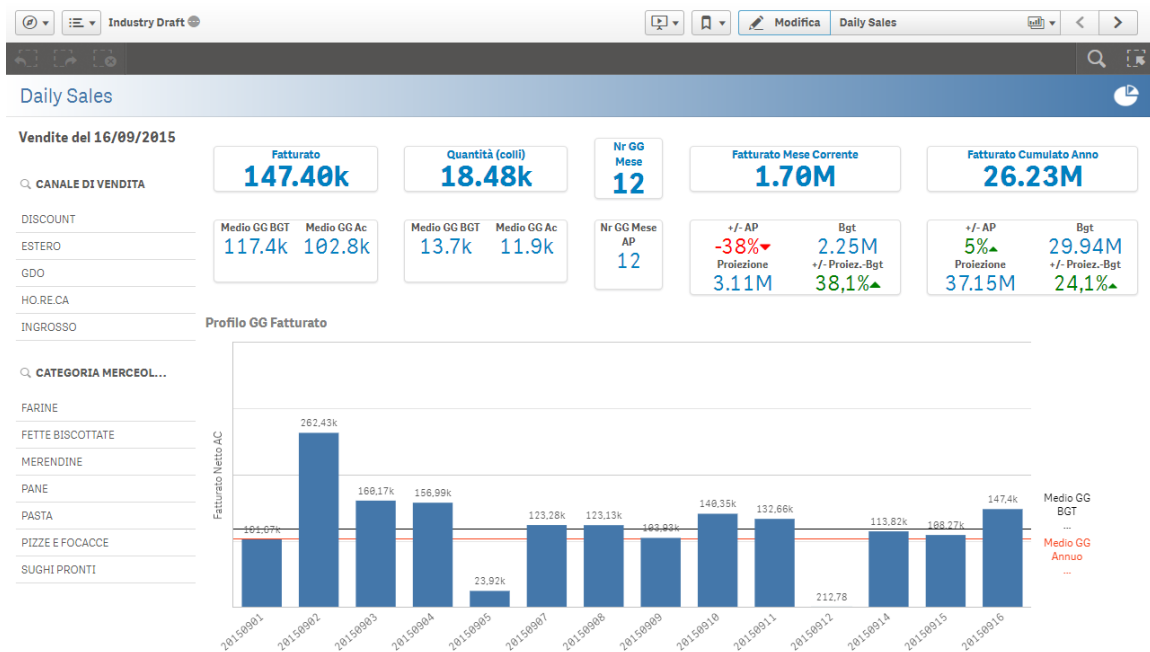 Industry Draft
Modifica
Daily Sales
Daily Sales
Vendite del 16/09/2015
CANALE DI VENDITA
DISCOUNT
ESTERO
GDO
HO.RE.CA
INGROSSO
CATEGORIA MERCEOL...
FARINE
FETTE BISCOTTATE
MERENDINE
PANE
PASTA
PIZZE E FOCACCE
SUGHI PRONTI
Fatturato
147.40k
Quantità (colli)
18.48k
Nr GG
Mese
12
Fatturato Mese Corrente
1.70M
Fatturato Cumulato Anno
26.23M
Medio GG BGT Medio GG Ac
117.4k 102.8k
Medio GG BGT Medio GG Ac
13.7k 11.9k
Nr GG Mese
AP
12
+/- AP Bgt
-38% 2.25M
Proiezione +/- Proiez.-Bgt
3.11M 38,1%
+/- AP Bgt
5% 29.94M
Proiezione +/- Proiez.-Bgt
37.15M 24,1%
Profilo GG Fatturato
Fatturato Netto AC
101,67k
262,43k
160,17k
156,99k
23,92k
123,28k
123,13k
103,03k
140,35k
132,66k
212,78
113,82k
108,27k
147,4k
Medio GG
BGT
...
Medio GG
Annuo
...
20150901
20150902
20150903
20150904
20150905
20150907
20150908
20150909
20150910
20150911
20150912
20150914
20150915
20150916